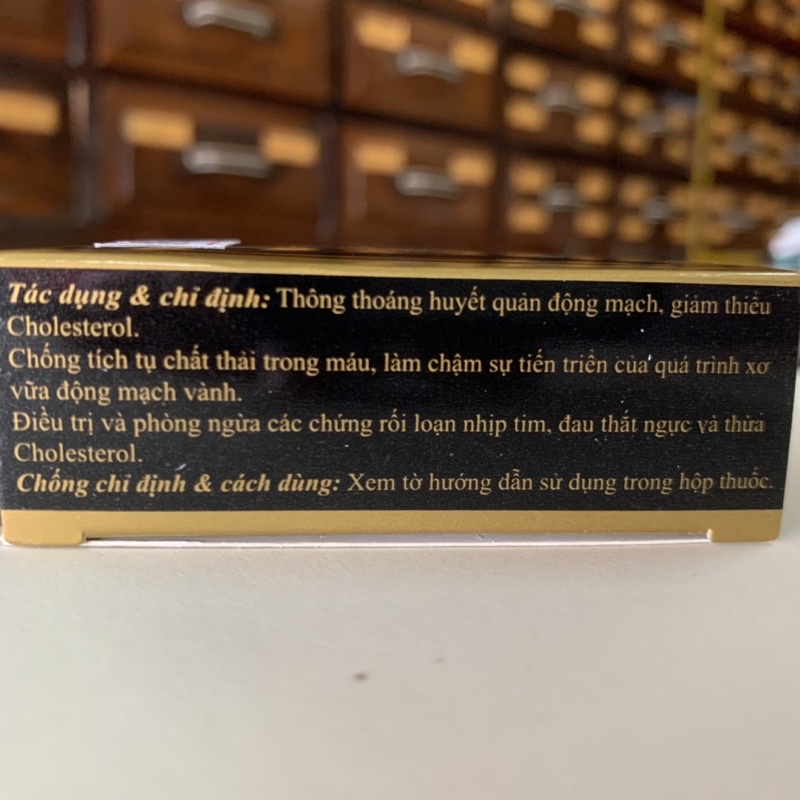 Tác dụng & chỉ định: Thông thoáng huyết quản động mạch, giảm thiểu
Cholesterol.
Chống tích tụ chất thải trong máu, làm chậm sự tiến triển của quá trình xơ
vữa động mạch vành.
Điều trị và phòng ngừa các chứng rối loạn nhịp tim, đau thắt ngực và thừa
Cholesterol.
Chống chỉ định & cách dùng: Xem tờ hướng dẫn sử dụng trong hộp thuốc.